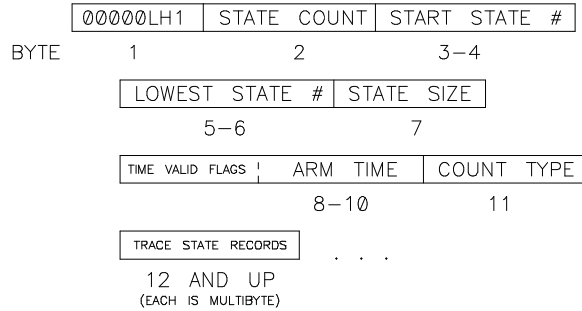 00000LH1 STATE COUNT START STATE #
BYTE 1 2 3-4
LOWEST STATE # STATE SIZE
5-6 7
TIME VALID FLAGS ARM TIME COUNT TYPE
8-10 11
TRACE STATE RECORDS . . .
12 AND UP
(EACH IS MULTIBYTE)